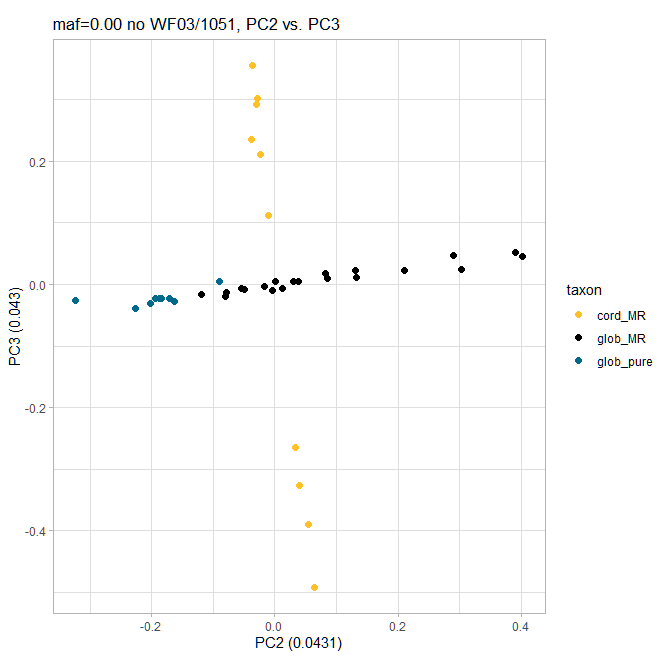 maf=0.00 no WF03/1051, PC2 vs. PC3
0.2
0.0
-0.2
-0.4
PC3 (0.043)
-0.2
0.0
0.2
0.4
PC2 (0.0431)
taxon
cord_MR
glob_MR
glob_pure